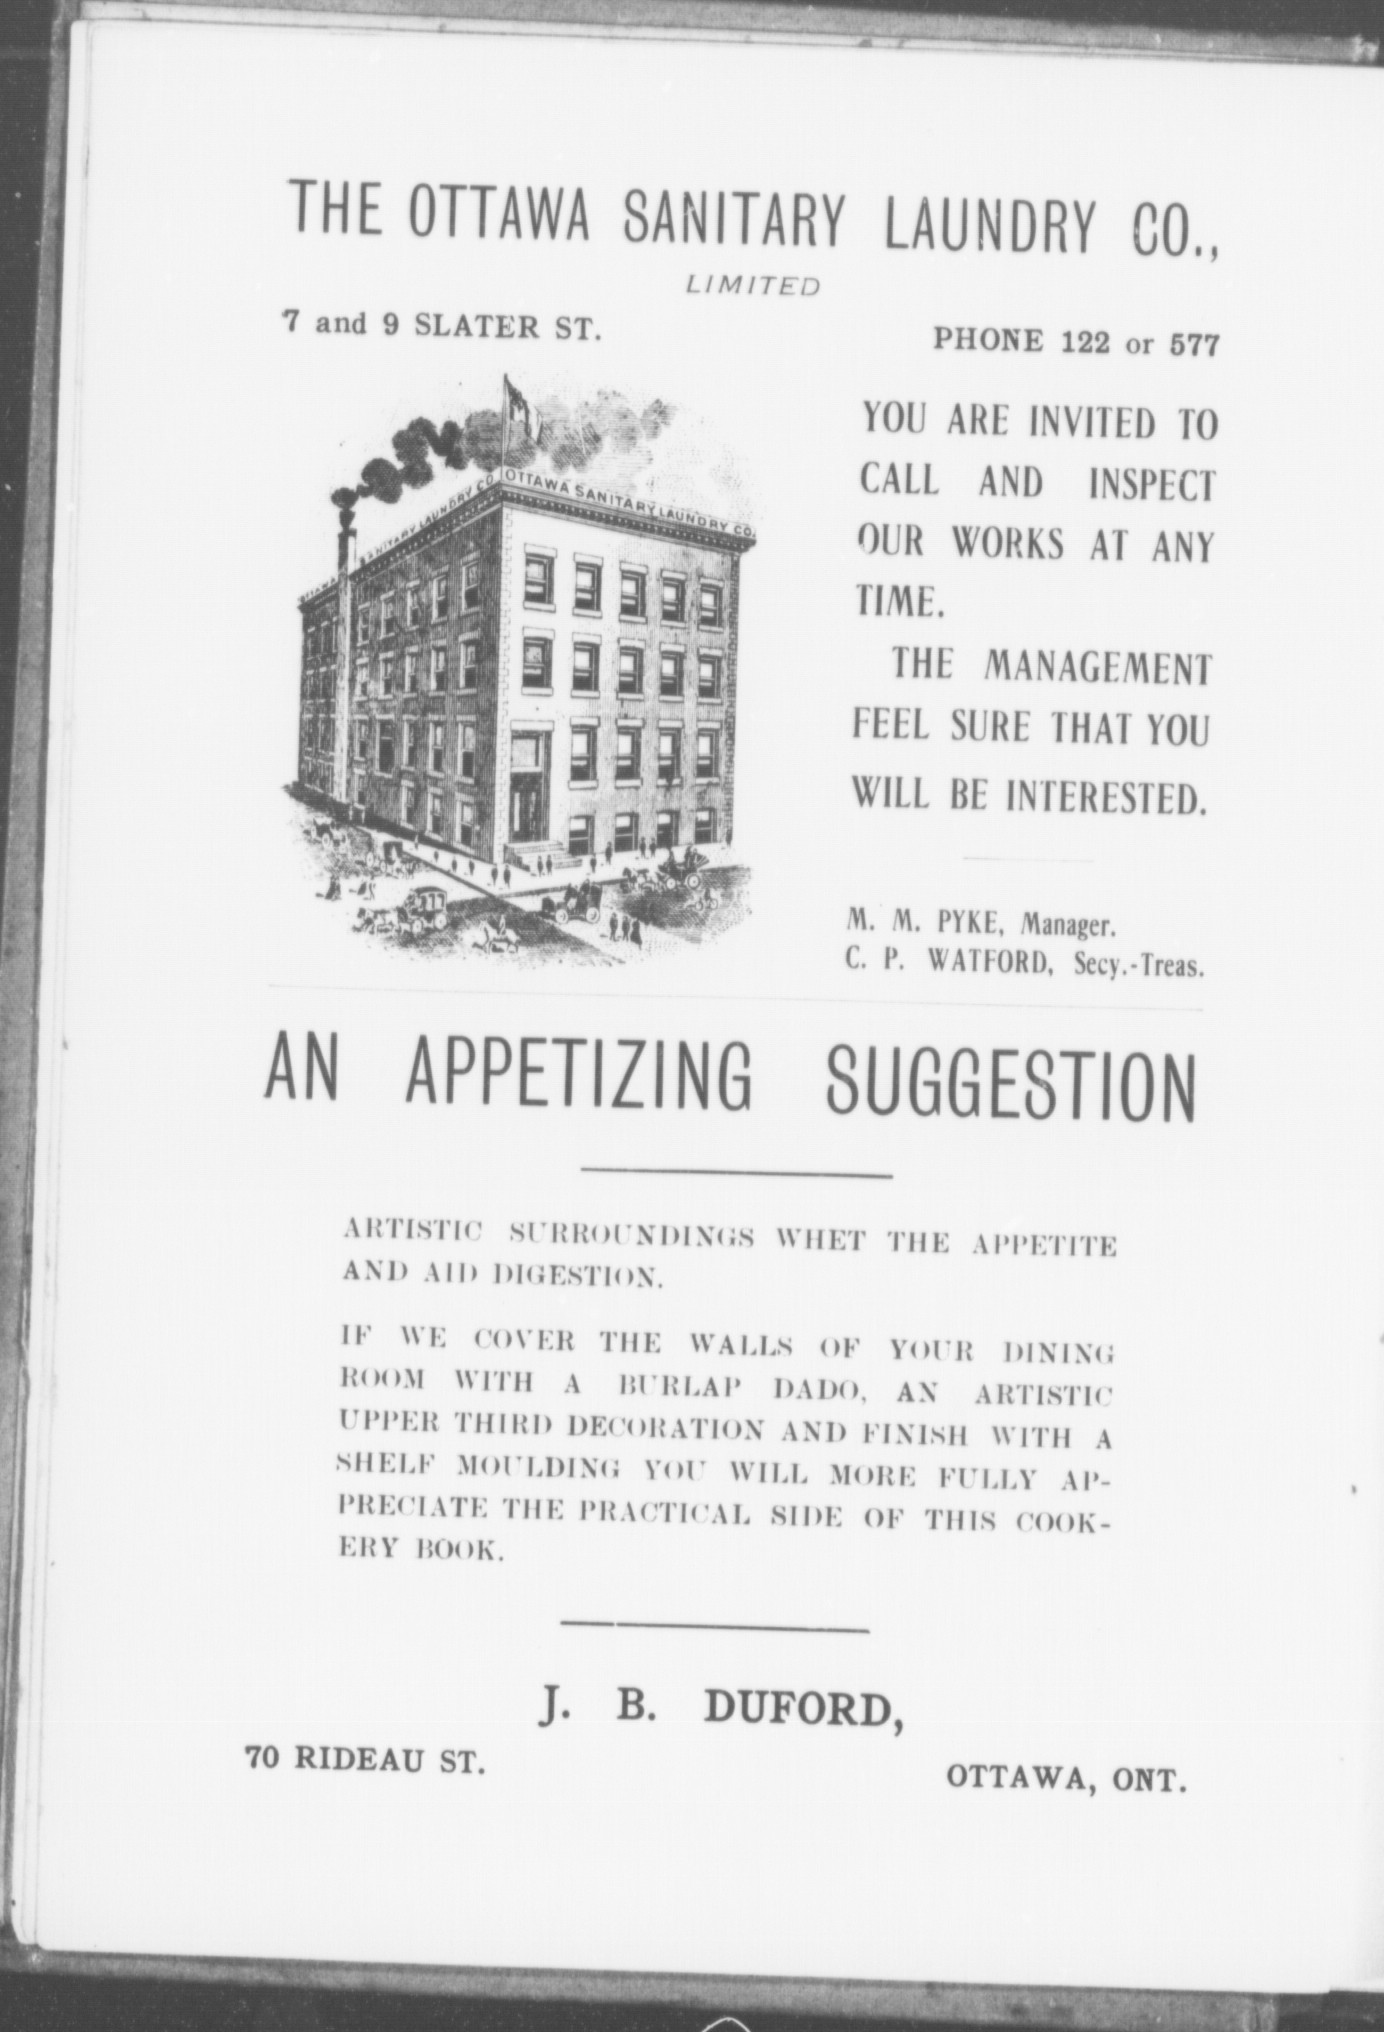 THE OTTAWA SANITARY LAUNDRY CO.,
LIMITED
7 and 9 SLATER ST.
PHONE 122 or 577
SANITARY LAUNDRY CO.
OTTAWA SANITARY LAUNDRY CO.
YOU ARE INVITED TO
CALL AND INSPECT
OUR WORKS AT ANY
TIME.
THE MANAGEMENT
FEEL SURE THAT YOU
WILL BE INTERESTED.
M. M. PYKE, Manager.
C. P. WATFORD, Secy.-Treas.
AN APPETIZING SUGGESTION
ARTISTIC SURROUNDINGS WHET THE APPETITE
AND AID DIGESTION.
IF WE COVER THE WALLS OF YOUR DINING
ROOM WITH A BURLAP DADO, AN ARTISTIC
UPPER THIRD DECORATION AND FINISH WITH A
SHELF MOULDING YOU WILL MORE FULLY AP-
PRECIATE THE PRACTICAL SIDE OF THIS COOK-
ERY BOOK.
J. B. DUFORD,
70 RIDEAU ST.
OTTAWA, ONT.